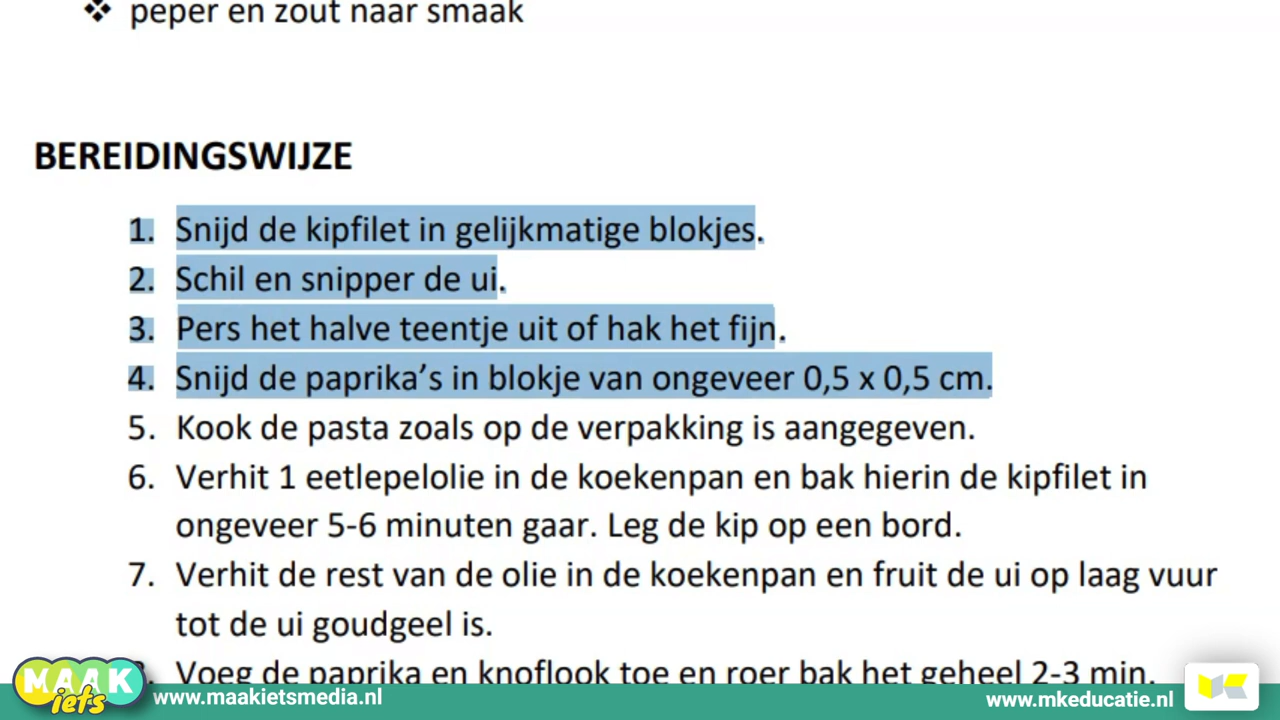 ❖ peper en zout naar smaak
BEREIDINGSWIJZE
1. Snijd de kipfilet in gelijkmatige blokjes.
2. Schil en snipper de ui.
3. Pers het halve teentje uit of hak het fijn.
4. Snijd de paprika’s in blokje van ongeveer 0,5 x 0,5 cm.
5. Kook de pasta zoals op de verpakking is aangegeven.
6. Verhit 1 eetlepelolie in de koekenpan en bak hierin de kipfilet in
ongeveer 5-6 minuten gaar. Leg de kip op een bord.
7. Verhit de rest van de olie in de koekenpan en fruit de ui op laag vuur
tot de ui goudgeel is.
8. Voeg de paprika en knoflook toe en roer bak het geheel 2-3 min.
MAAK
iets
www.maakietsmedia.nl
www.mkeducatie.nl